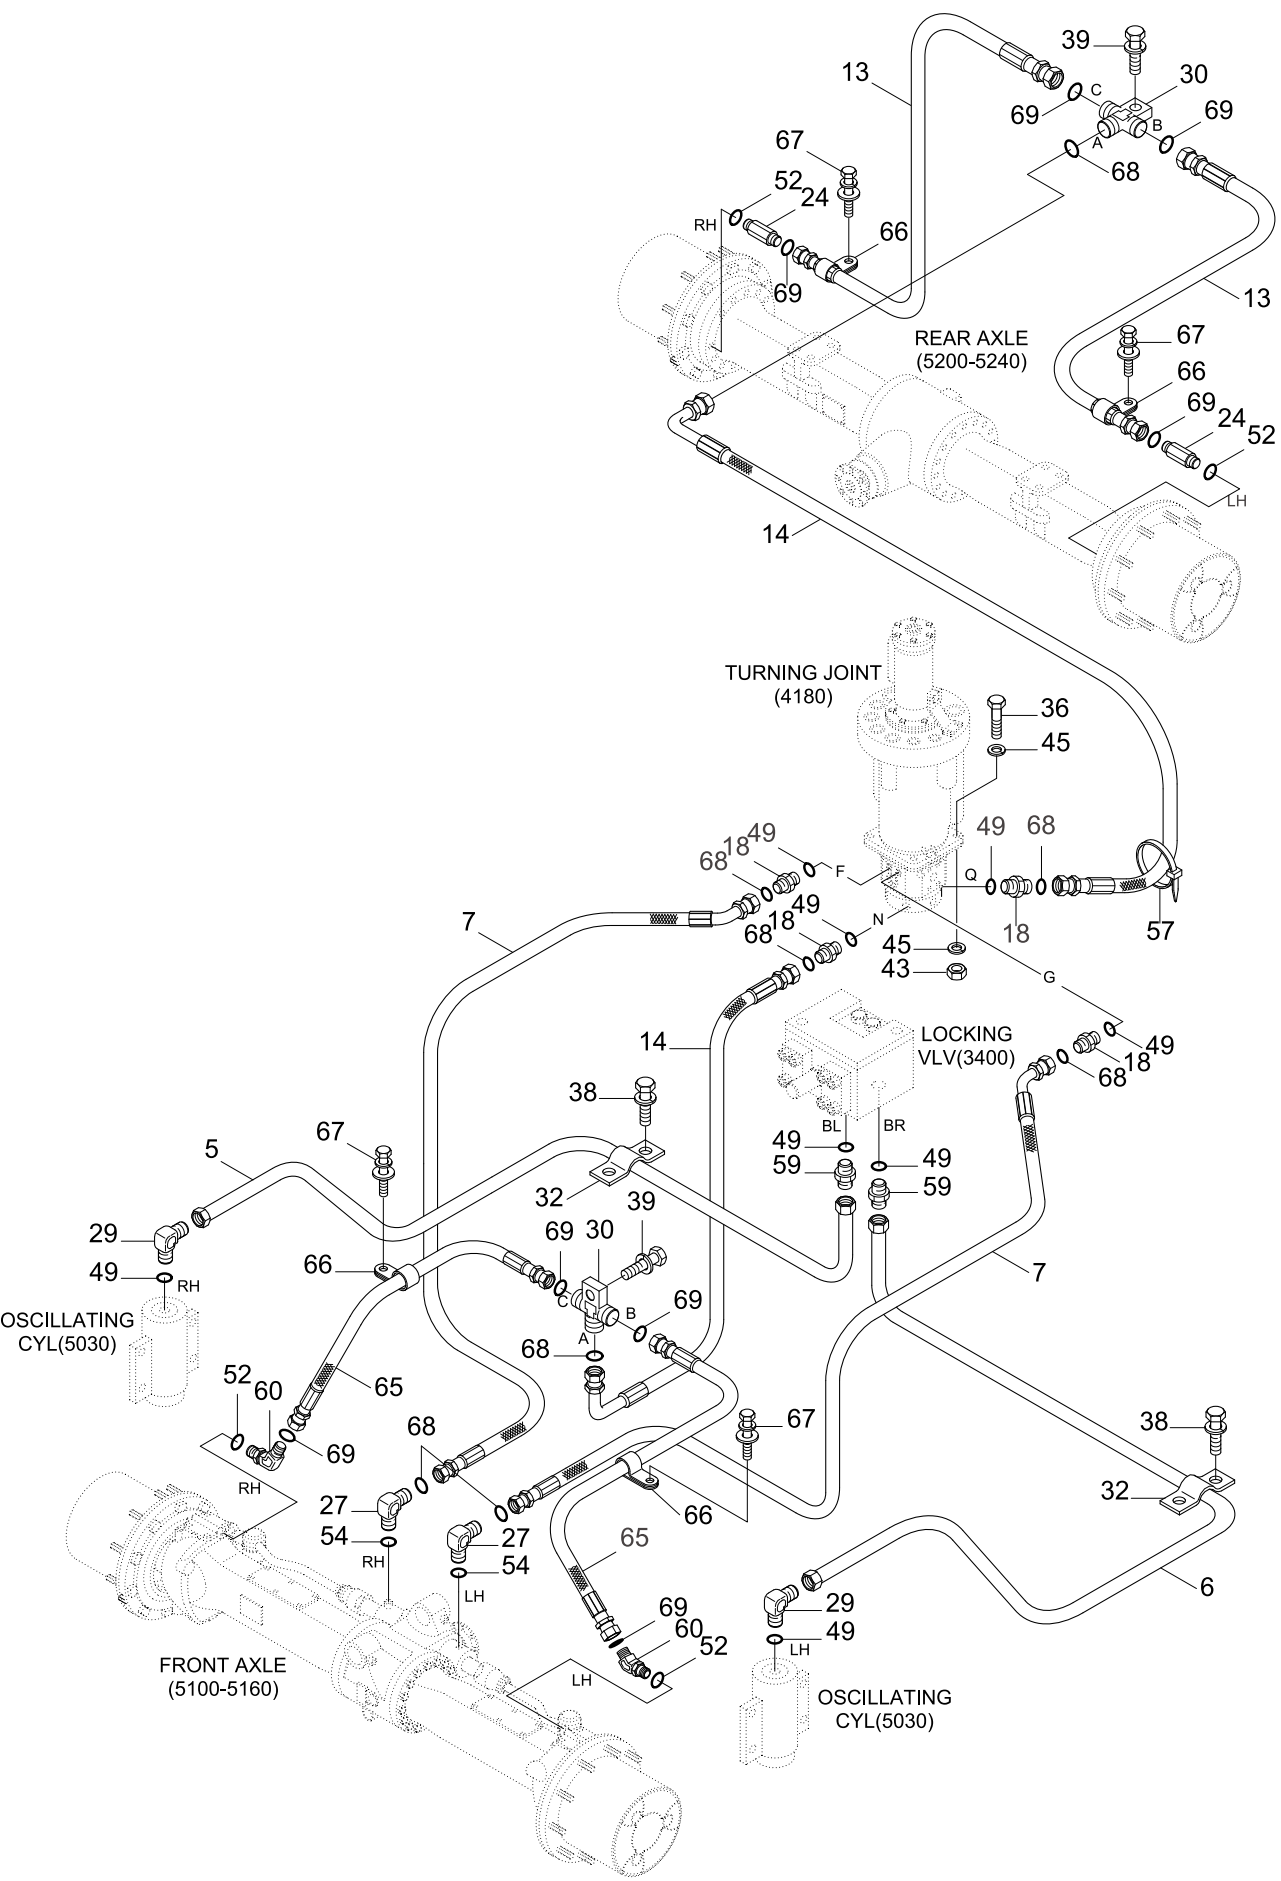 39
13
30
C
69
69
B
67
A
68
52
24
RH
66
69
13
REAR AXLE
(5200-5240)
67
66
69
24
52
LH
14
TURNING JOINT
(4180)
36
45
49
18
68
F
49
68
Q
7
49
18
68
N
18
57
45
43
G
14
LOCKING
VLV(3400)
49
18
68
38
BL
BR
5
67
49
59
49
59
32
39
29
69
30
66
49
RH
7
C
B
69
OSCILLATING
CYL(5030)
A
68
52
60
65
67
38
68
69
RH
32
27
66
54
27
65
RH
54
LH
6
29
69
60
49
52
LH
FRONT AXLE
(5100-5160)
LH
OSCILLATING
CYL(5030)